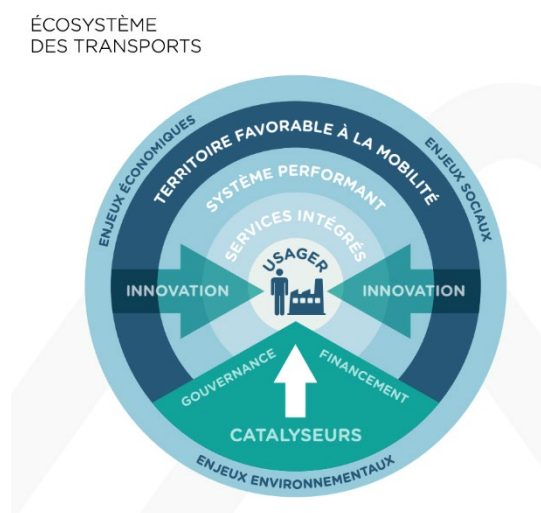 ÉCOSYSTÈME
DES TRANSPORTS
ENJEUX ÉCONOMIQUES
ENJEUX SOCIAUX
TERRITOIRE FAVORABLE À LA MOBILITÉ
SYSTÈME PERFORMANT
SERVICES INTÉGRÉS
USAGER
INNOVATION
INNOVATION
GOUVERNANCE
FINANCEMENT
CATALYSEURS
ENJEUX ENVIRONNEMENTAUX